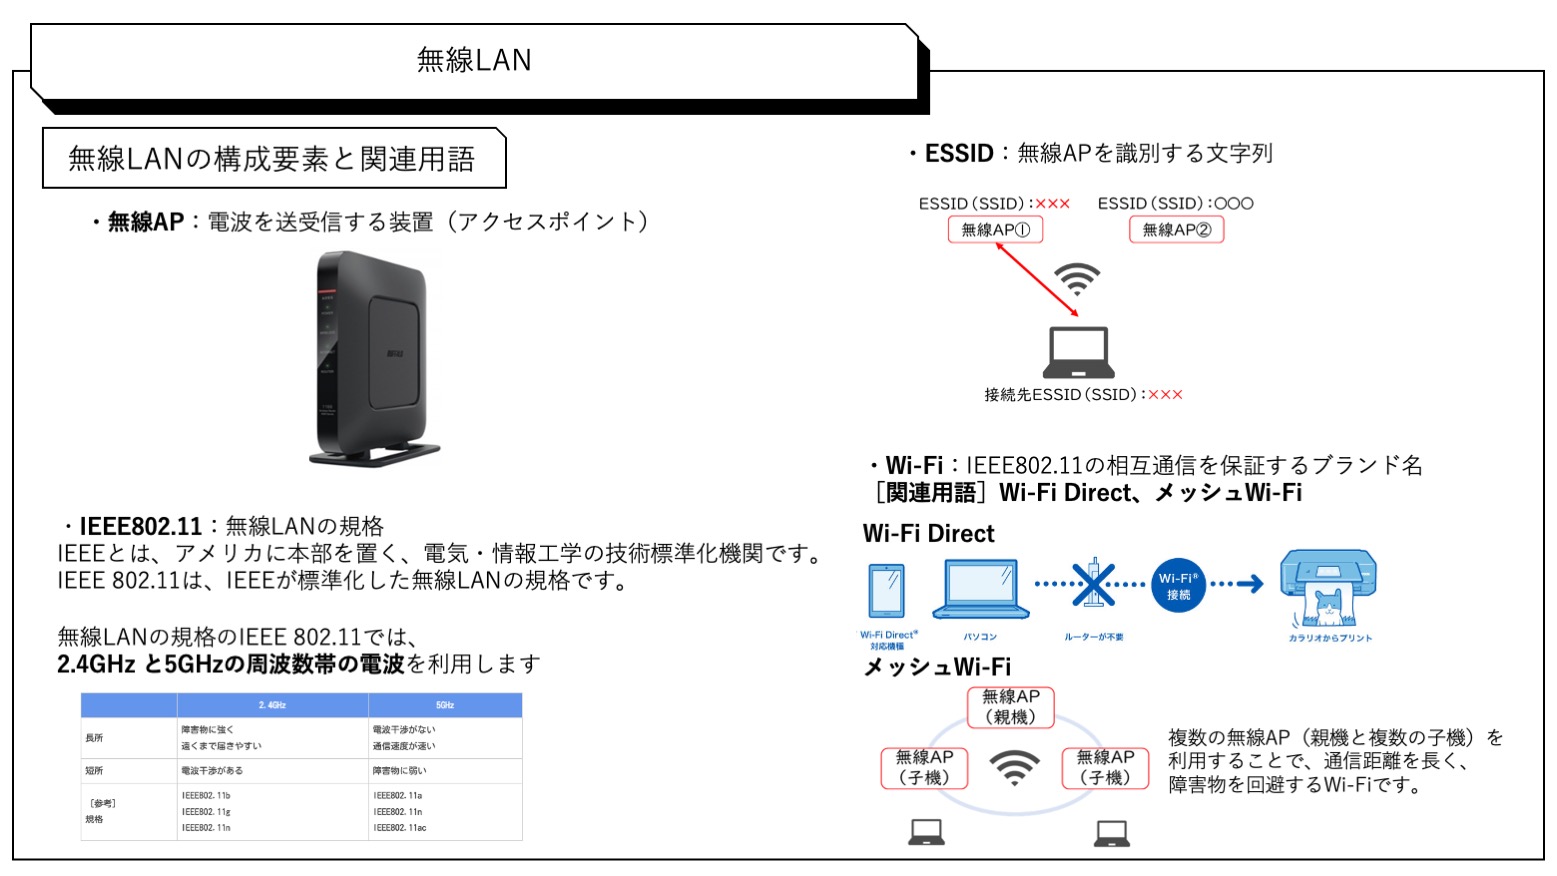 無線LAN
無線LANの構成要素と関連用語
・無線AP：電波を送受信する装置（アクセスポイント）
BUFFALO
・IEEE802.11：無線LANの規格
IEEEとは、アメリカに本部を置く、電気・情報工学の技術標準化機関です。
IEEE 802.11は、IEEEが標準化した無線LANの規格です。
無線LANの規格のIEEE 802.11では、
2.4GHz と5GHzの周波数帯の電波を利用します
2.4GHz 5GHz
長所
障害物に強く
遠くまで届きやすい
電波干渉がない
通信速度が速い
短所 電波干渉がある 障害物に弱い
［参考］
規格
IEEE802.11b
IEEE802.11g
IEEE802.11n
IEEE802.11a
IEEE802.11n
IEEE802.11ac
・ESSID：無線APを識別する文字列
ESSID（SSID）：××× ESSID（SSID）：○○○
無線AP① 無線AP②
接続先ESSID（SSID）：×××
・Wi-Fi：IEEE802.11の相互通信を保証するブランド名
［関連用語］Wi-Fi Direct、メッシュWi-Fi
Wi-Fi Direct
Wi-Fi®
接続
Wi-Fi Direct®
対応機種
パソコン
ルーターが不要
カラリオからプリント
メッシュWi-Fi
無線AP
（親機）
無線AP
（子機）
無線AP
（子機）
複数の無線AP（親機と複数の子機）を
利用することで、通信距離を長く、
障害物を回避するWi-Fiです。